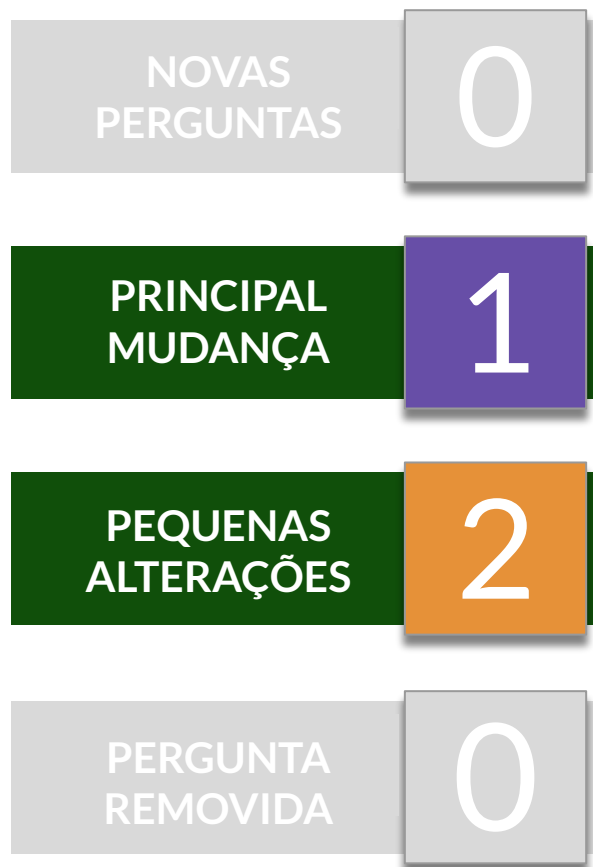 NOVAS
PERGUNTAS
0
PRINCIPAL
MUDANÇA
1
PEQUENAS
ALTERAÇÕES
2
PERGUNTA
REMOVIDA
0